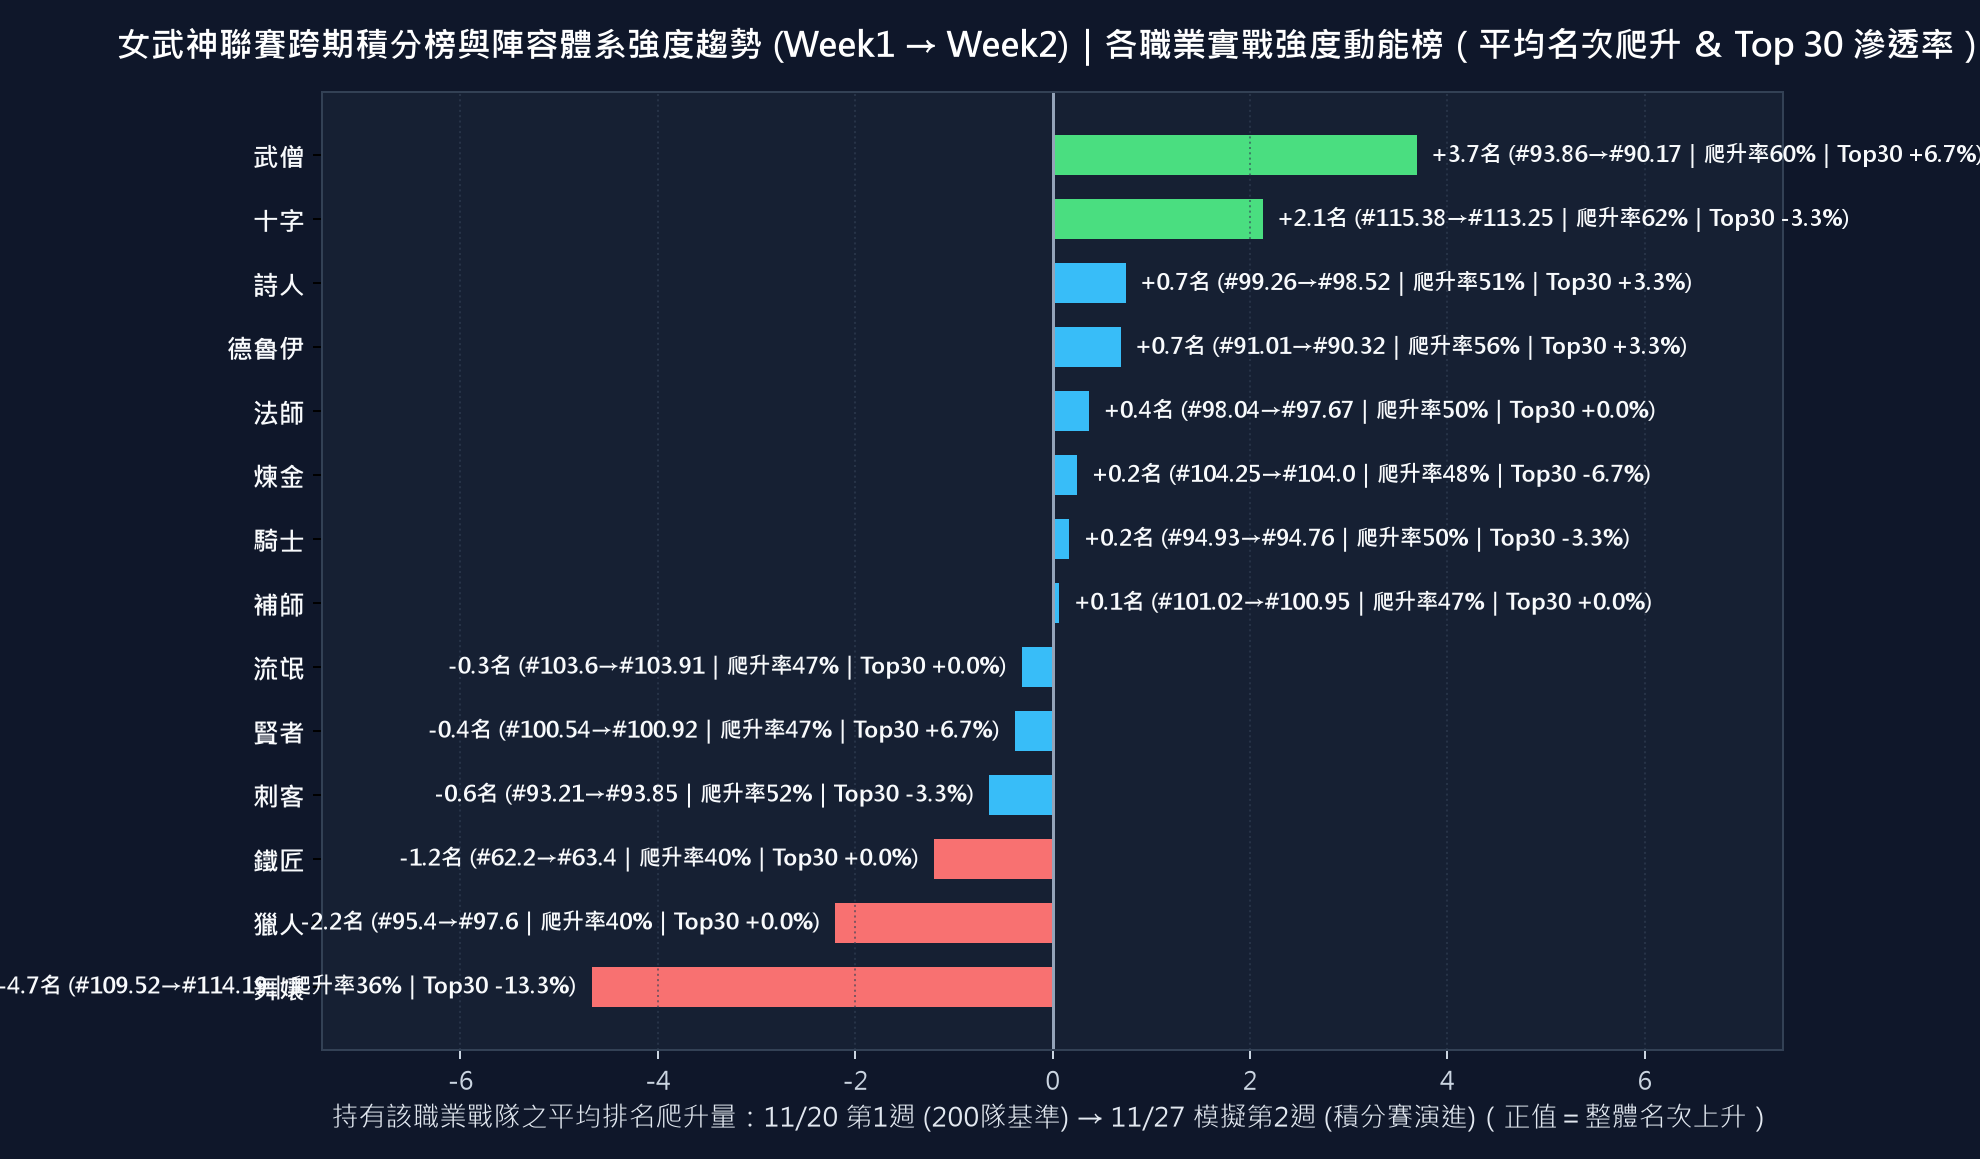 女武神聯賽跨期積分榜與陣容體系強度趨勢 (Week1 → Week2) | 各職業實戰強度動能榜 ( 平均名次爬升 & Top 30 滲透率 )
武僧 +3.7名 (#93.86→#90.17 | 爬升率60% | Top30 +6.7%)
十字 +2.1名 (#115.38→#113.25 | 爬升率62% | Top30 -3.3%)
詩人 +0.7名 (#99.26→#98.52 | 爬升率51% | Top30 +3.3%)
德魯伊 +0.7名 (#91.01→#90.32 | 爬升率56% | Top30 +3.3%)
法師 +0.4名 (#98.04→#97.67 | 爬升率50% | Top30 +0.0%)
煉金 +0.2名 (#104.25→#104.0 | 爬升率48% | Top30 -6.7%)
騎士 +0.2名 (#94.93→#94.76 | 爬升率50% | Top30 -3.3%)
補師 +0.1名 (#101.02→#100.95 | 爬升率47% | Top30 +0.0%)
流氓 -0.3名 (#103.6→#103.91 | 爬升率47% | Top30 +0.0%)
賢者 -0.4名 (#100.54→#100.92 | 爬升率47% | Top30 +6.7%)
刺客 -0.6名 (#93.21→#93.85 | 爬升率52% | Top30 -3.3%)
鐵匠 -1.2名 (#62.2→#63.4 | 爬升率40% | Top30 +0.0%)
獵人 -2.2名 (#95.4→#97.6 | 爬升率40% | Top30 +0.0%)
舞孃 -4.7名 (#109.52→#114.19 | 爬升率36% | Top30 -13.3%)
-6 -4 -2 0 2 4 6
持有該職業戰隊之平均排名爬升量：11/20 第1週 (200隊基準) → 11/27 模擬第2週 (積分賽演進) ( 正值 = 整體名次上升 )